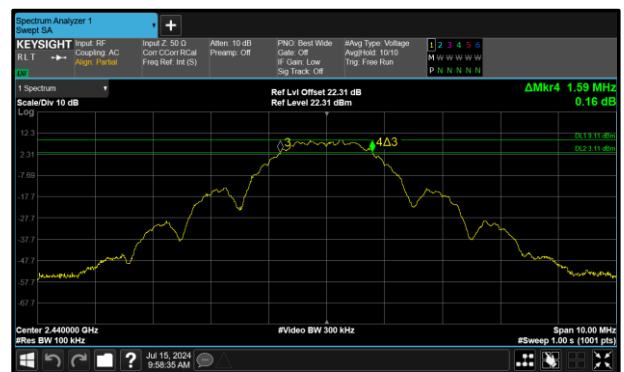 Spectrum Analyzer 1
Swept SA
+
KEYSIGHT Input: RF Input Z: 50 Ω Atten: 10 dB PNO: Best Wide #Avg Type: Voltage 1 2 3 4 5 6
RLT Coupling: AC Corr CCorr RCal Preamp: Off Gate: Off Avg|Hold: 10/10 M W W W W W
Align: Partial Freq Ref: Int (S) IF Gain: Low Trig: Free Run
Sig Track: Off P N N N N N
1 Spectrum Ref Lvl Offset 22.31 dB ΔMkr4 1.59 MHz
Scale/Div 10 dB Ref Level 22.31 dBm 0.16 dB
Log
12.3 DL1 9.11 dBm
3 4Δ3
2.31 DL2 3.11 dBm
-7.69
-17.7
-27.7
-37.7
-47.7
-57.7
-67.7
Center 2.440000 GHz #Video BW 300 kHz Span 10.00 MHz
#Res BW 100 kHz #Sweep 1.00 s (1001 pts)
? Jul 15, 2024
9:58:35 AM